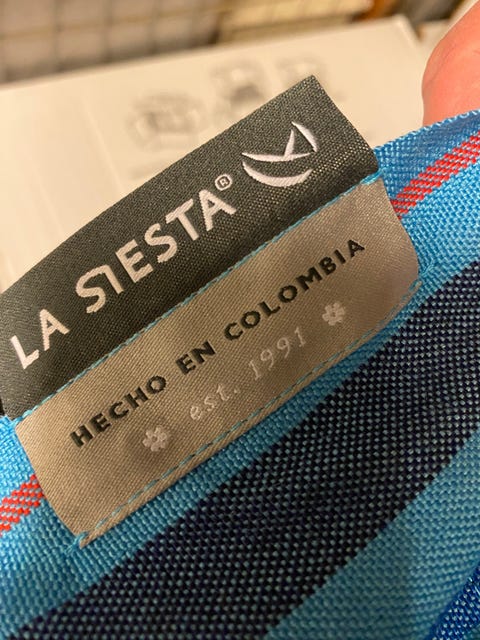 LA SIESTA®
HECHO EN COLOMBIA
est. 1991